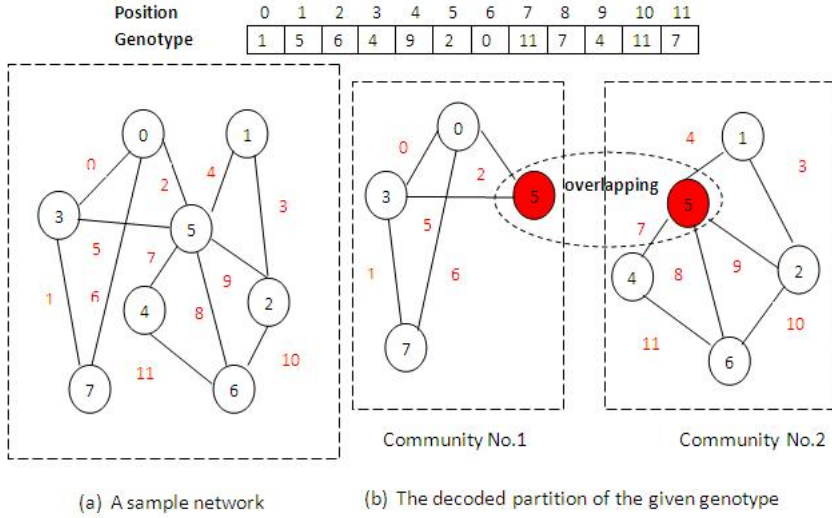 Position 0 1 2 3 4 5 6 7 8 9 10 11
Genotype 1 5 6 4 9 2 0 11 7 4 11 7
0 1
0 2 4
3
3 5
5 7 9
1 6 4 8 2
11 10
7 6
0
0 2
3 5 overlapping
5
1 6
7
1
4 3
5
7
4 8 9 2
11 10
6
Community No.1 Community No.2
(a) A sample network (b) The decoded partition of the given genotype